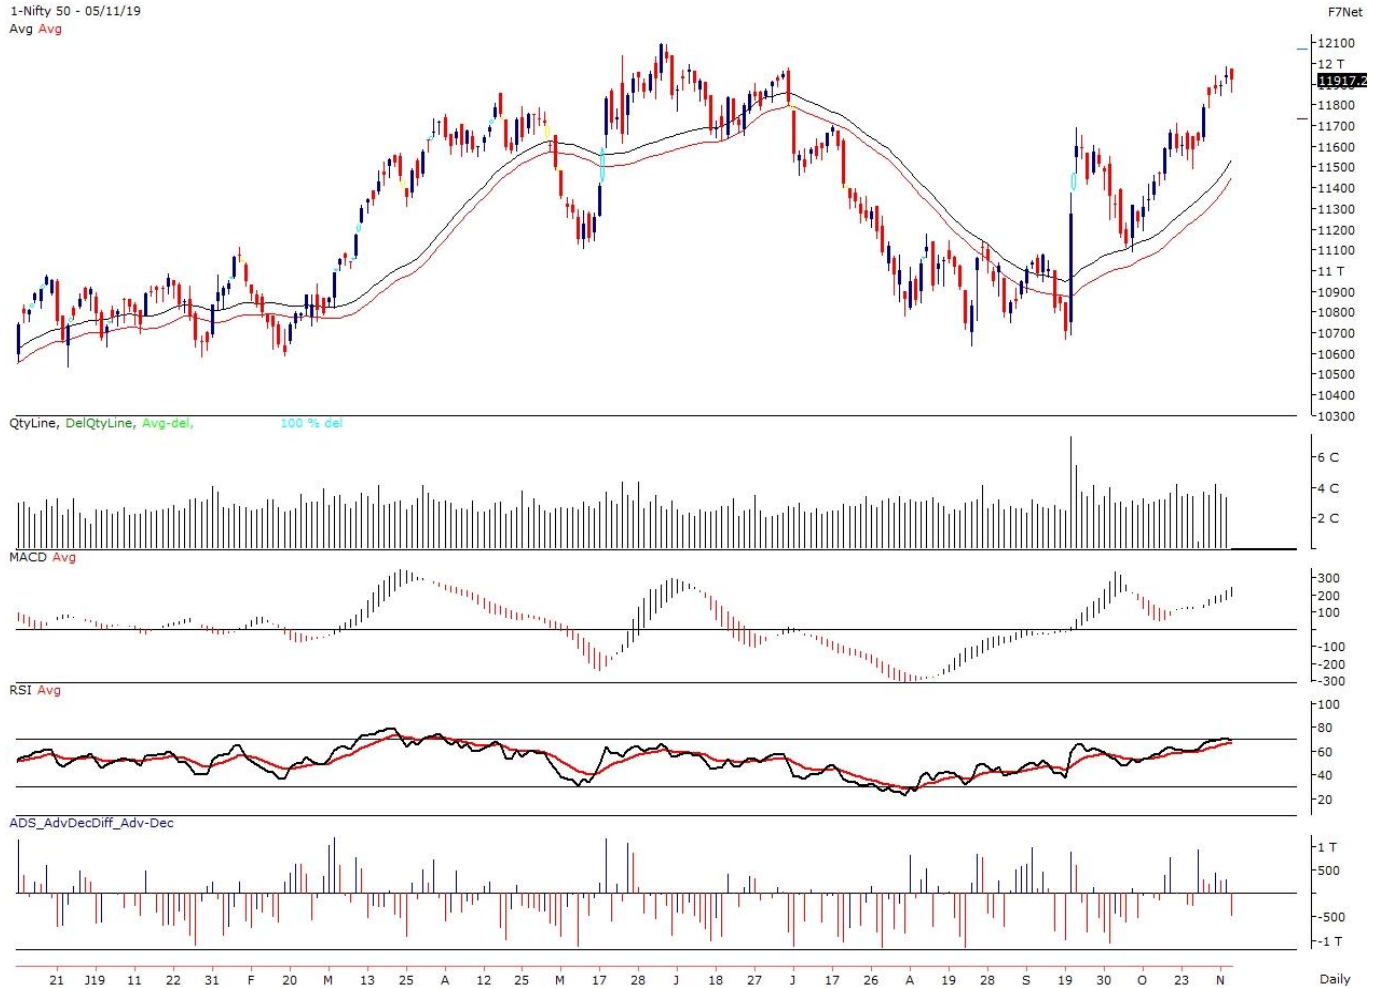 1-Nifty 50 - 05/11/19
F7Net
Avg Avg
12100
12 T
11917.2
11800
11700
11600
11500
11400
11300
11200
11100
11 T
10900
10800
10700
10600
10500
10400
10300
QtyLine, DelQtyLine, Avg-del, 100 % del
6 C
4 C
2 C
MACD Avg
300
200
100
-100
-200
-300
RSI Avg
100
80
60
40
20
ADS_AdvDecDiff_Adv-Dec
1 T
500
-500
-1 T
21 J19 11 22 31 F 20 M 13 25 A 12 25 M 17 28 J 18 27 J 17 26 A 19 28 S 19 30 O 23 N Daily